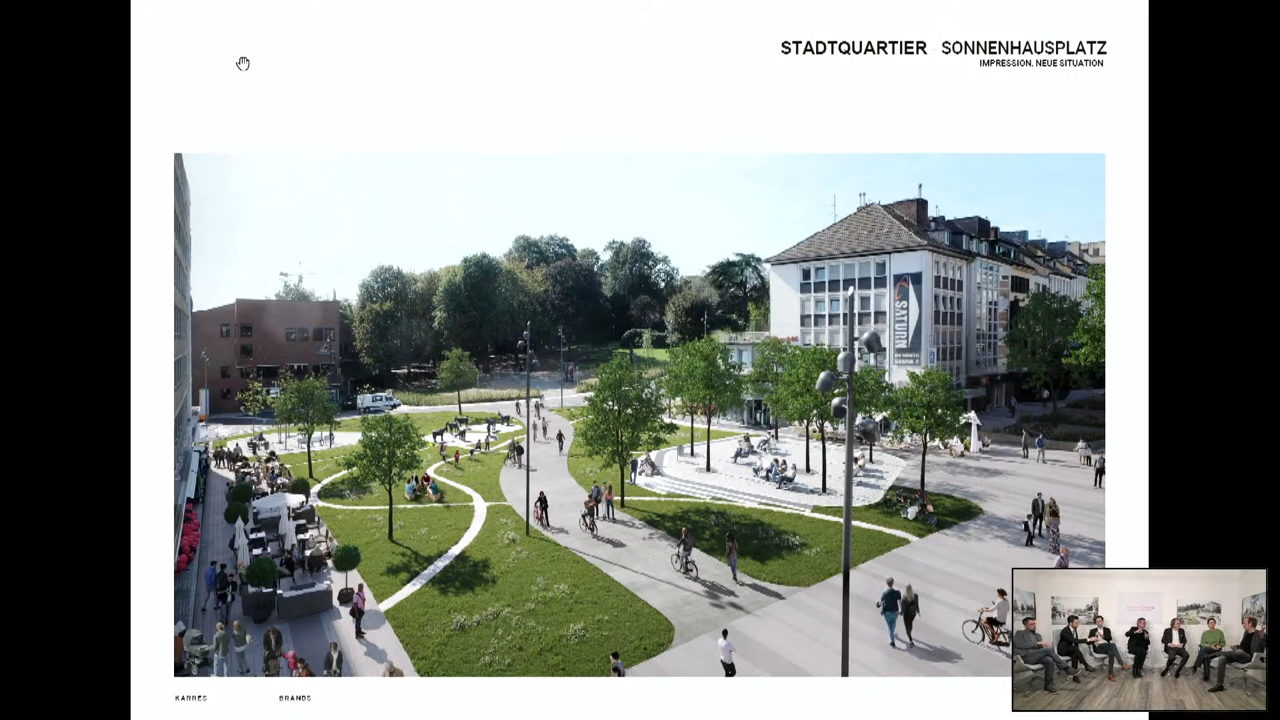 STADTQUARTIER SONNENHAUSPLATZ
IMPRESSION, NEUE SITUATION
SATURN
KARRES BRANDS